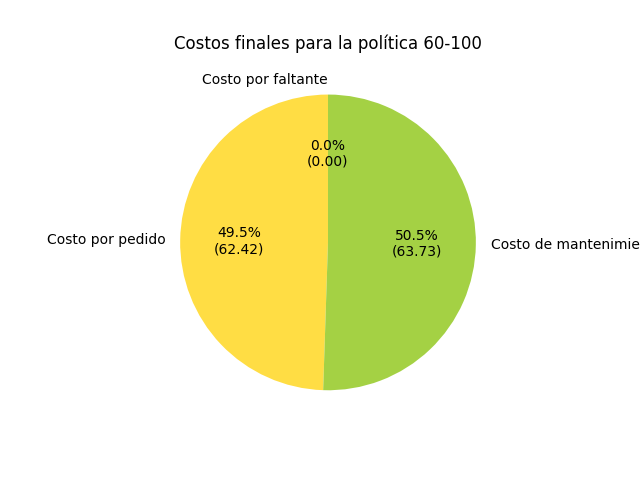 Costos finales para la política 60-100
Costo por faltante
0.0%
(0.00)
Costo por pedido
49.5%
(62.42)
50.5%
(63.73)
Costo de mantenimie